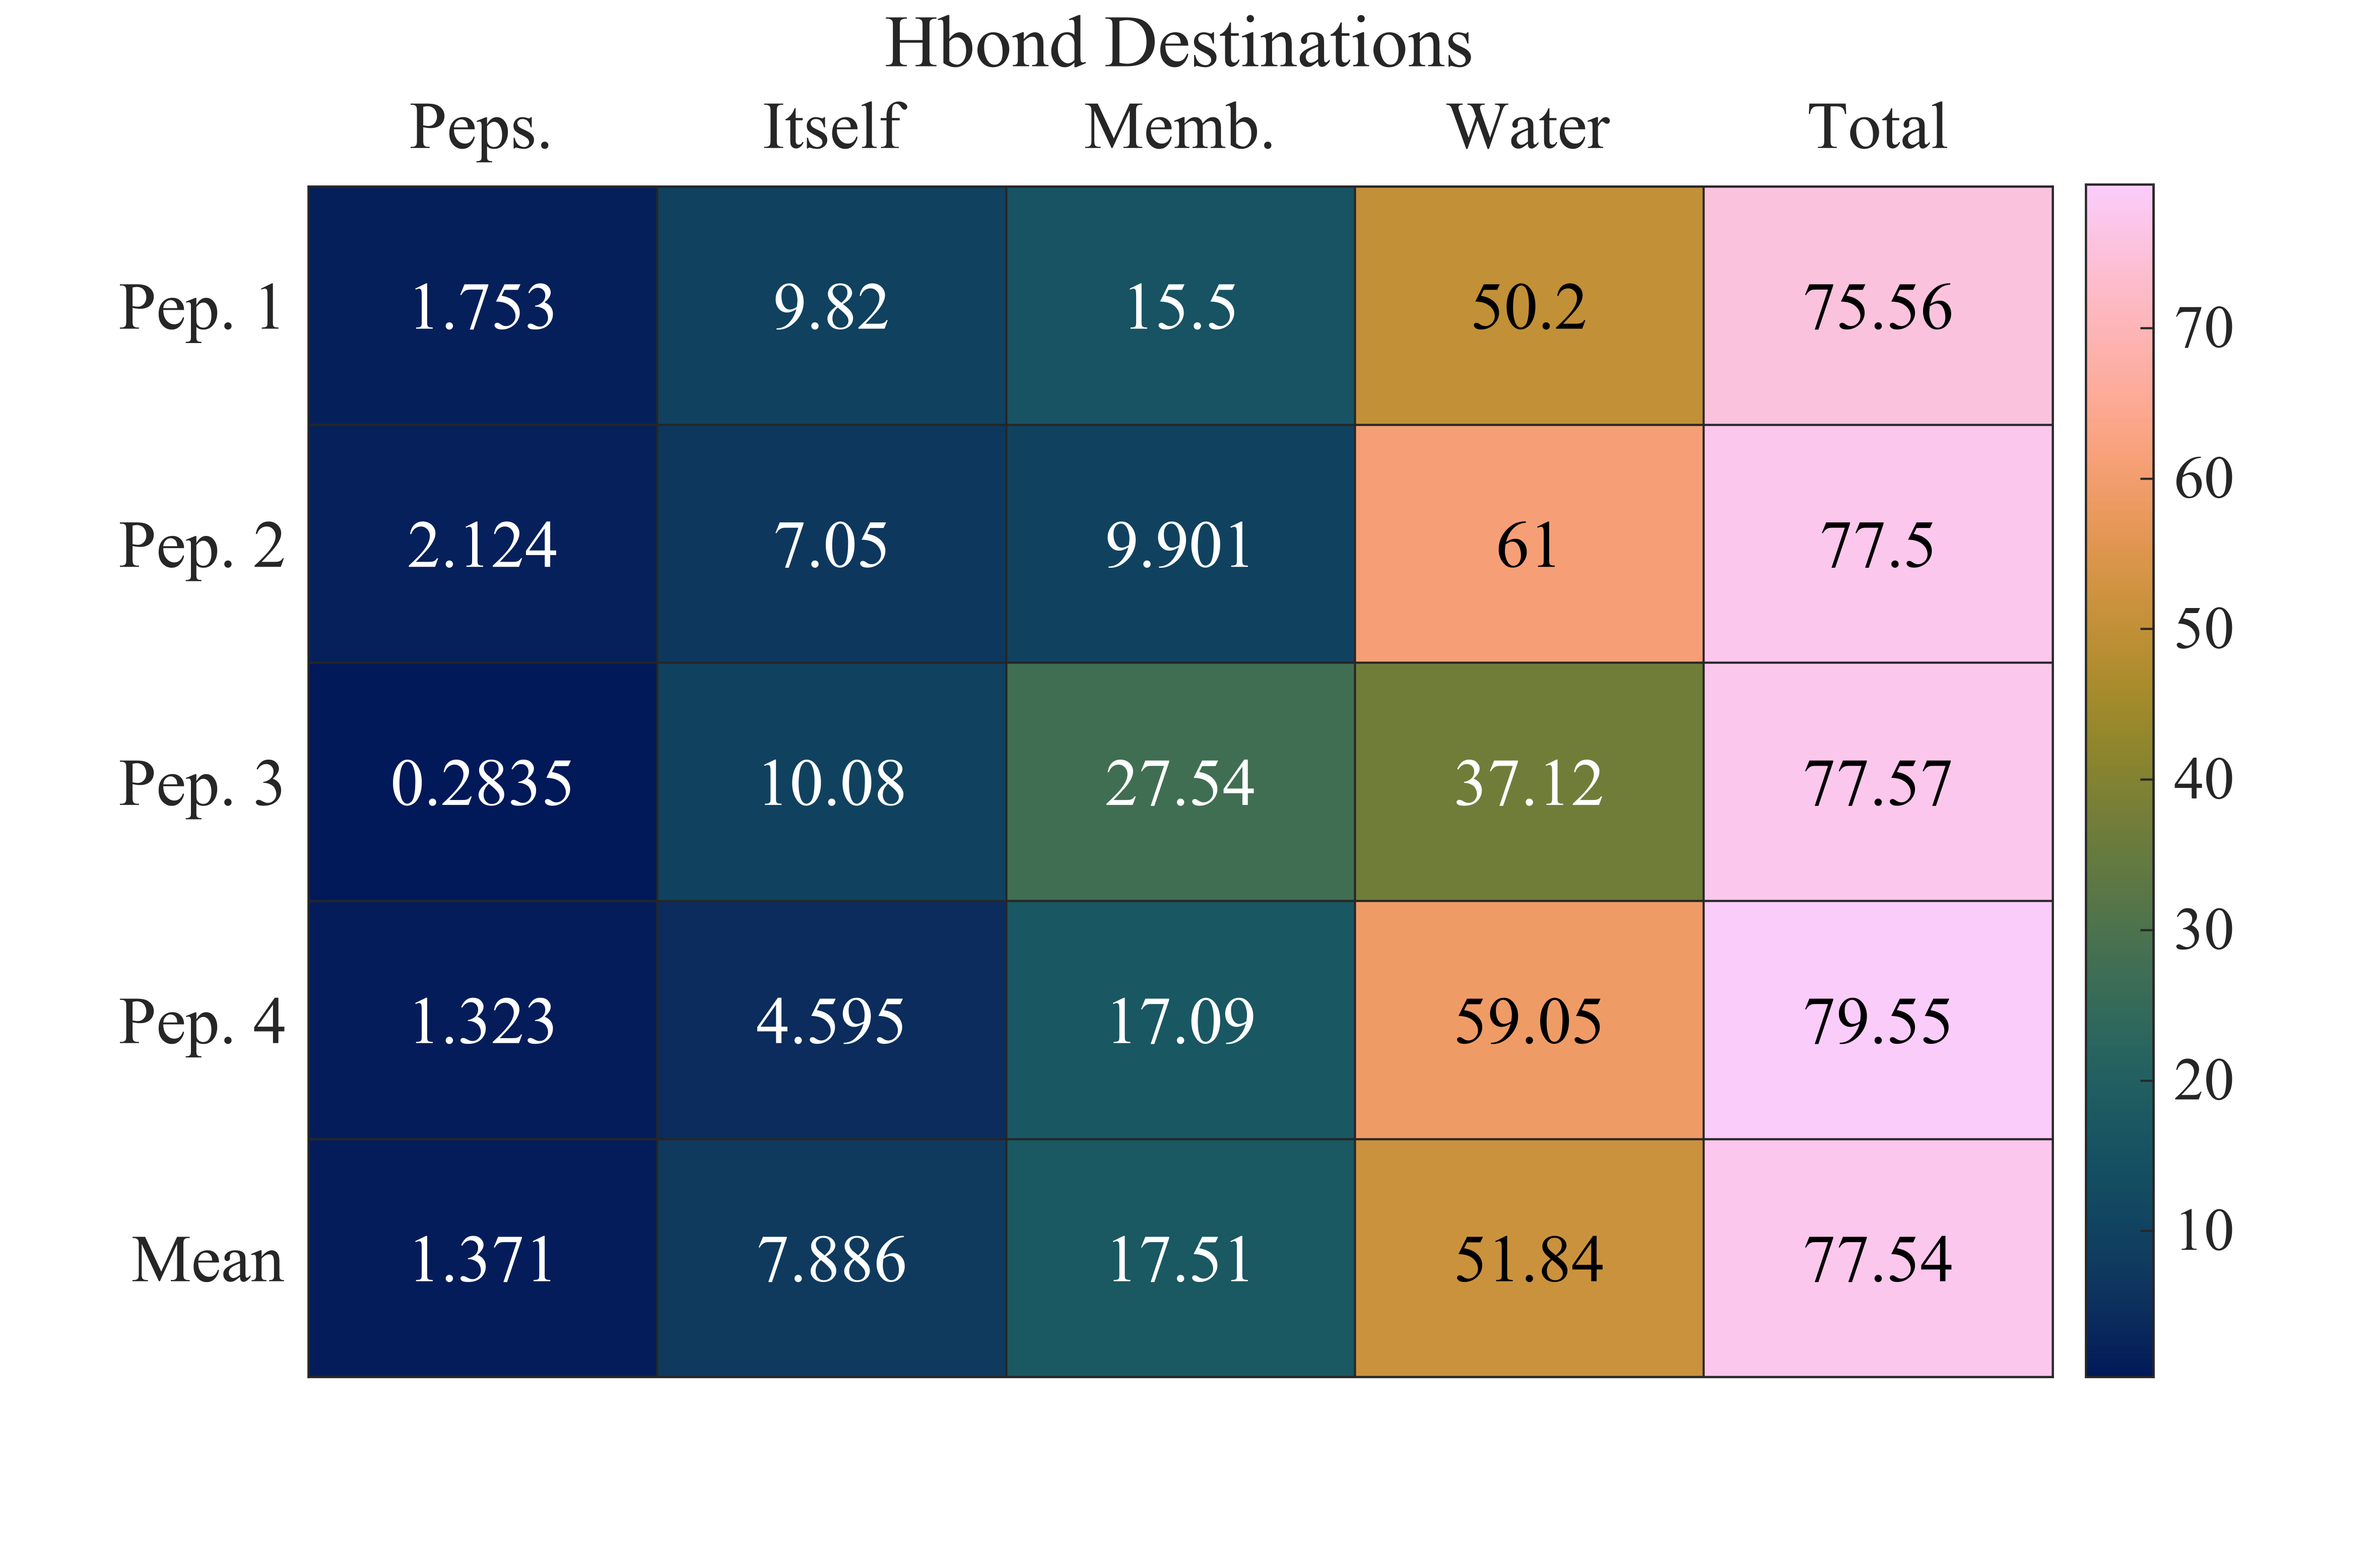 Hbond Destinations
Peps. Itself Memb. Water Total
Pep. 1 1.753 9.82 15.5 50.2 75.56
70
60
Pep. 2 2.124 7.05 9.901 61 77.5
50
Pep. 3 0.2835 10.08 27.54 37.12 77.57
40
30
Pep. 4 1.323 4.595 17.09 59.05 79.55
20
10
Mean 1.371 7.886 17.51 51.84 77.54